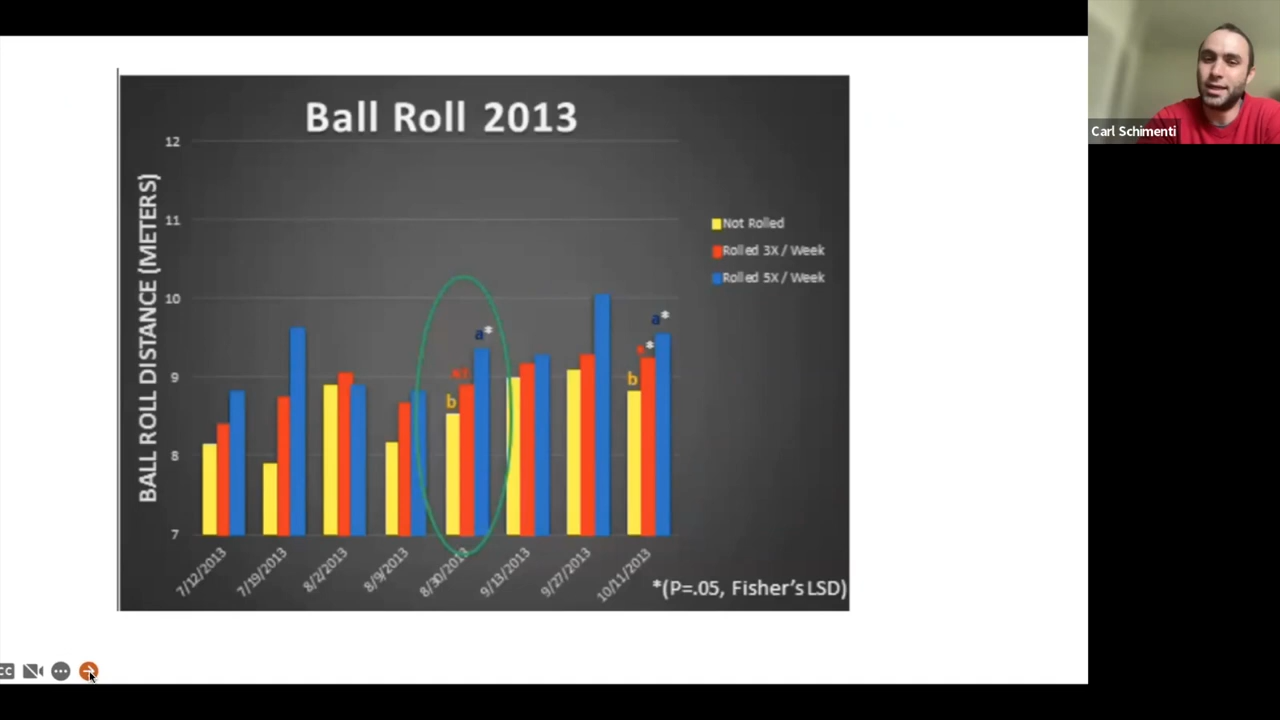 Ball Roll 2013
BALL ROLL DISTANCE (METERS)
12
11
10
9
8
7
Not Rolled
Rolled 3X / Week
Rolled 5X / Week
b
a*
b
*
a*
7/12/2013
7/19/2013
8/2/2013
8/9/2013
8/30/2013
9/13/2013
9/27/2013
10/11/2013
*(P=.05, Fisher's LSD)
Carl Schimenti
CC